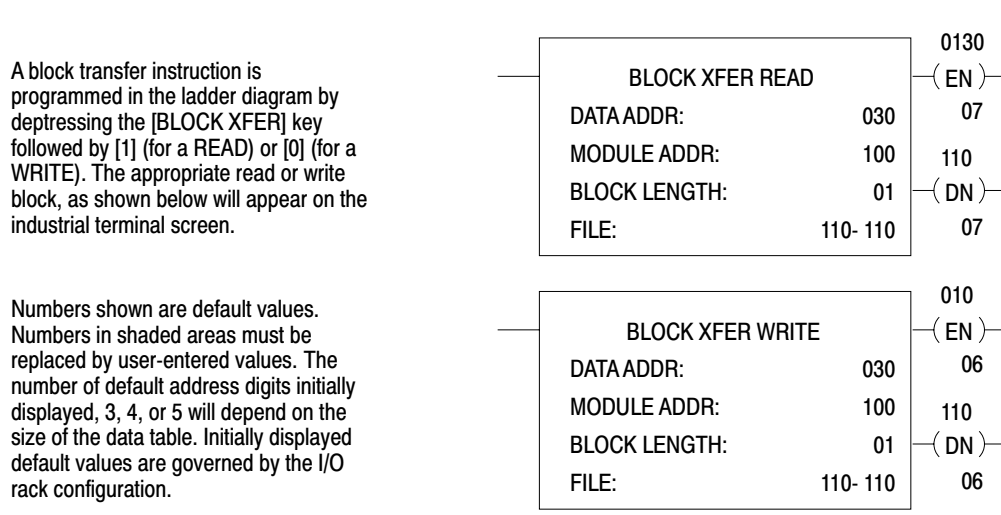 A block transfer instruction is
programmed in the ladder diagram by
deptressing the [BLOCK XFER] key
followed by [1] (for a READ) or [0] (for a
WRITE). The appropriate read or write
block, as shown below will appear on the
industrial terminal screen.
0130
BLOCK XFER READ
( EN )
DATA ADDR: 030
07
MODULE ADDR: 100
110
BLOCK LENGTH: 01
( DN )
FILE: 110- 110
07
Numbers shown are default values.
Numbers in shaded areas must be
replaced by user-entered values. The
number of default address digits initially
displayed, 3, 4, or 5 will depend on the
size of the data table. Initially displayed
default values are governed by the I/O
rack configuration.
010
BLOCK XFER WRITE
( EN )
DATA ADDR: 030
06
MODULE ADDR: 100
110
BLOCK LENGTH: 01
( DN )
FILE: 110- 110
06